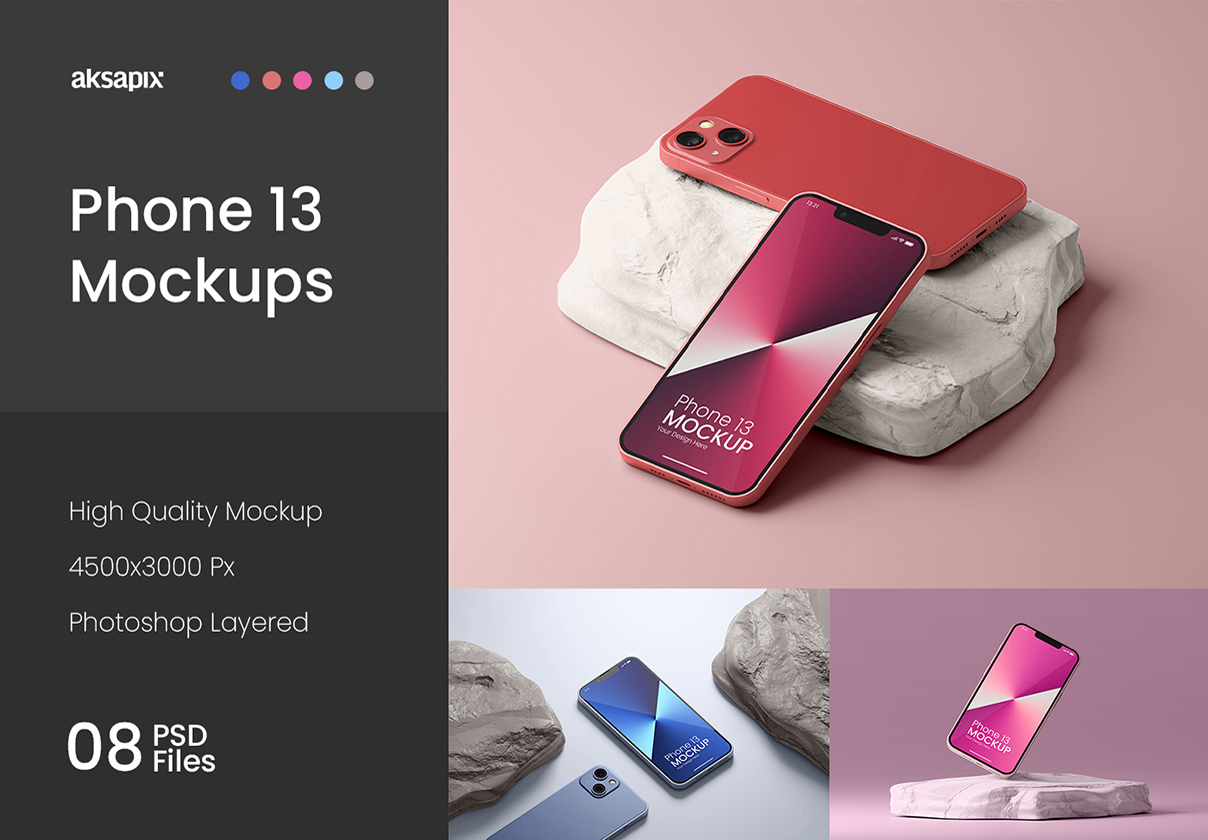 aksapix
Phone 13
Mockups
High Quality Mockup
4500x3000 Px
Photoshop Layered
08 PSD
Files
12:21
Phone 13
MOCKUP
Your Design Here
Phone 13
MOCKUP
Phone 13
MOCKUP